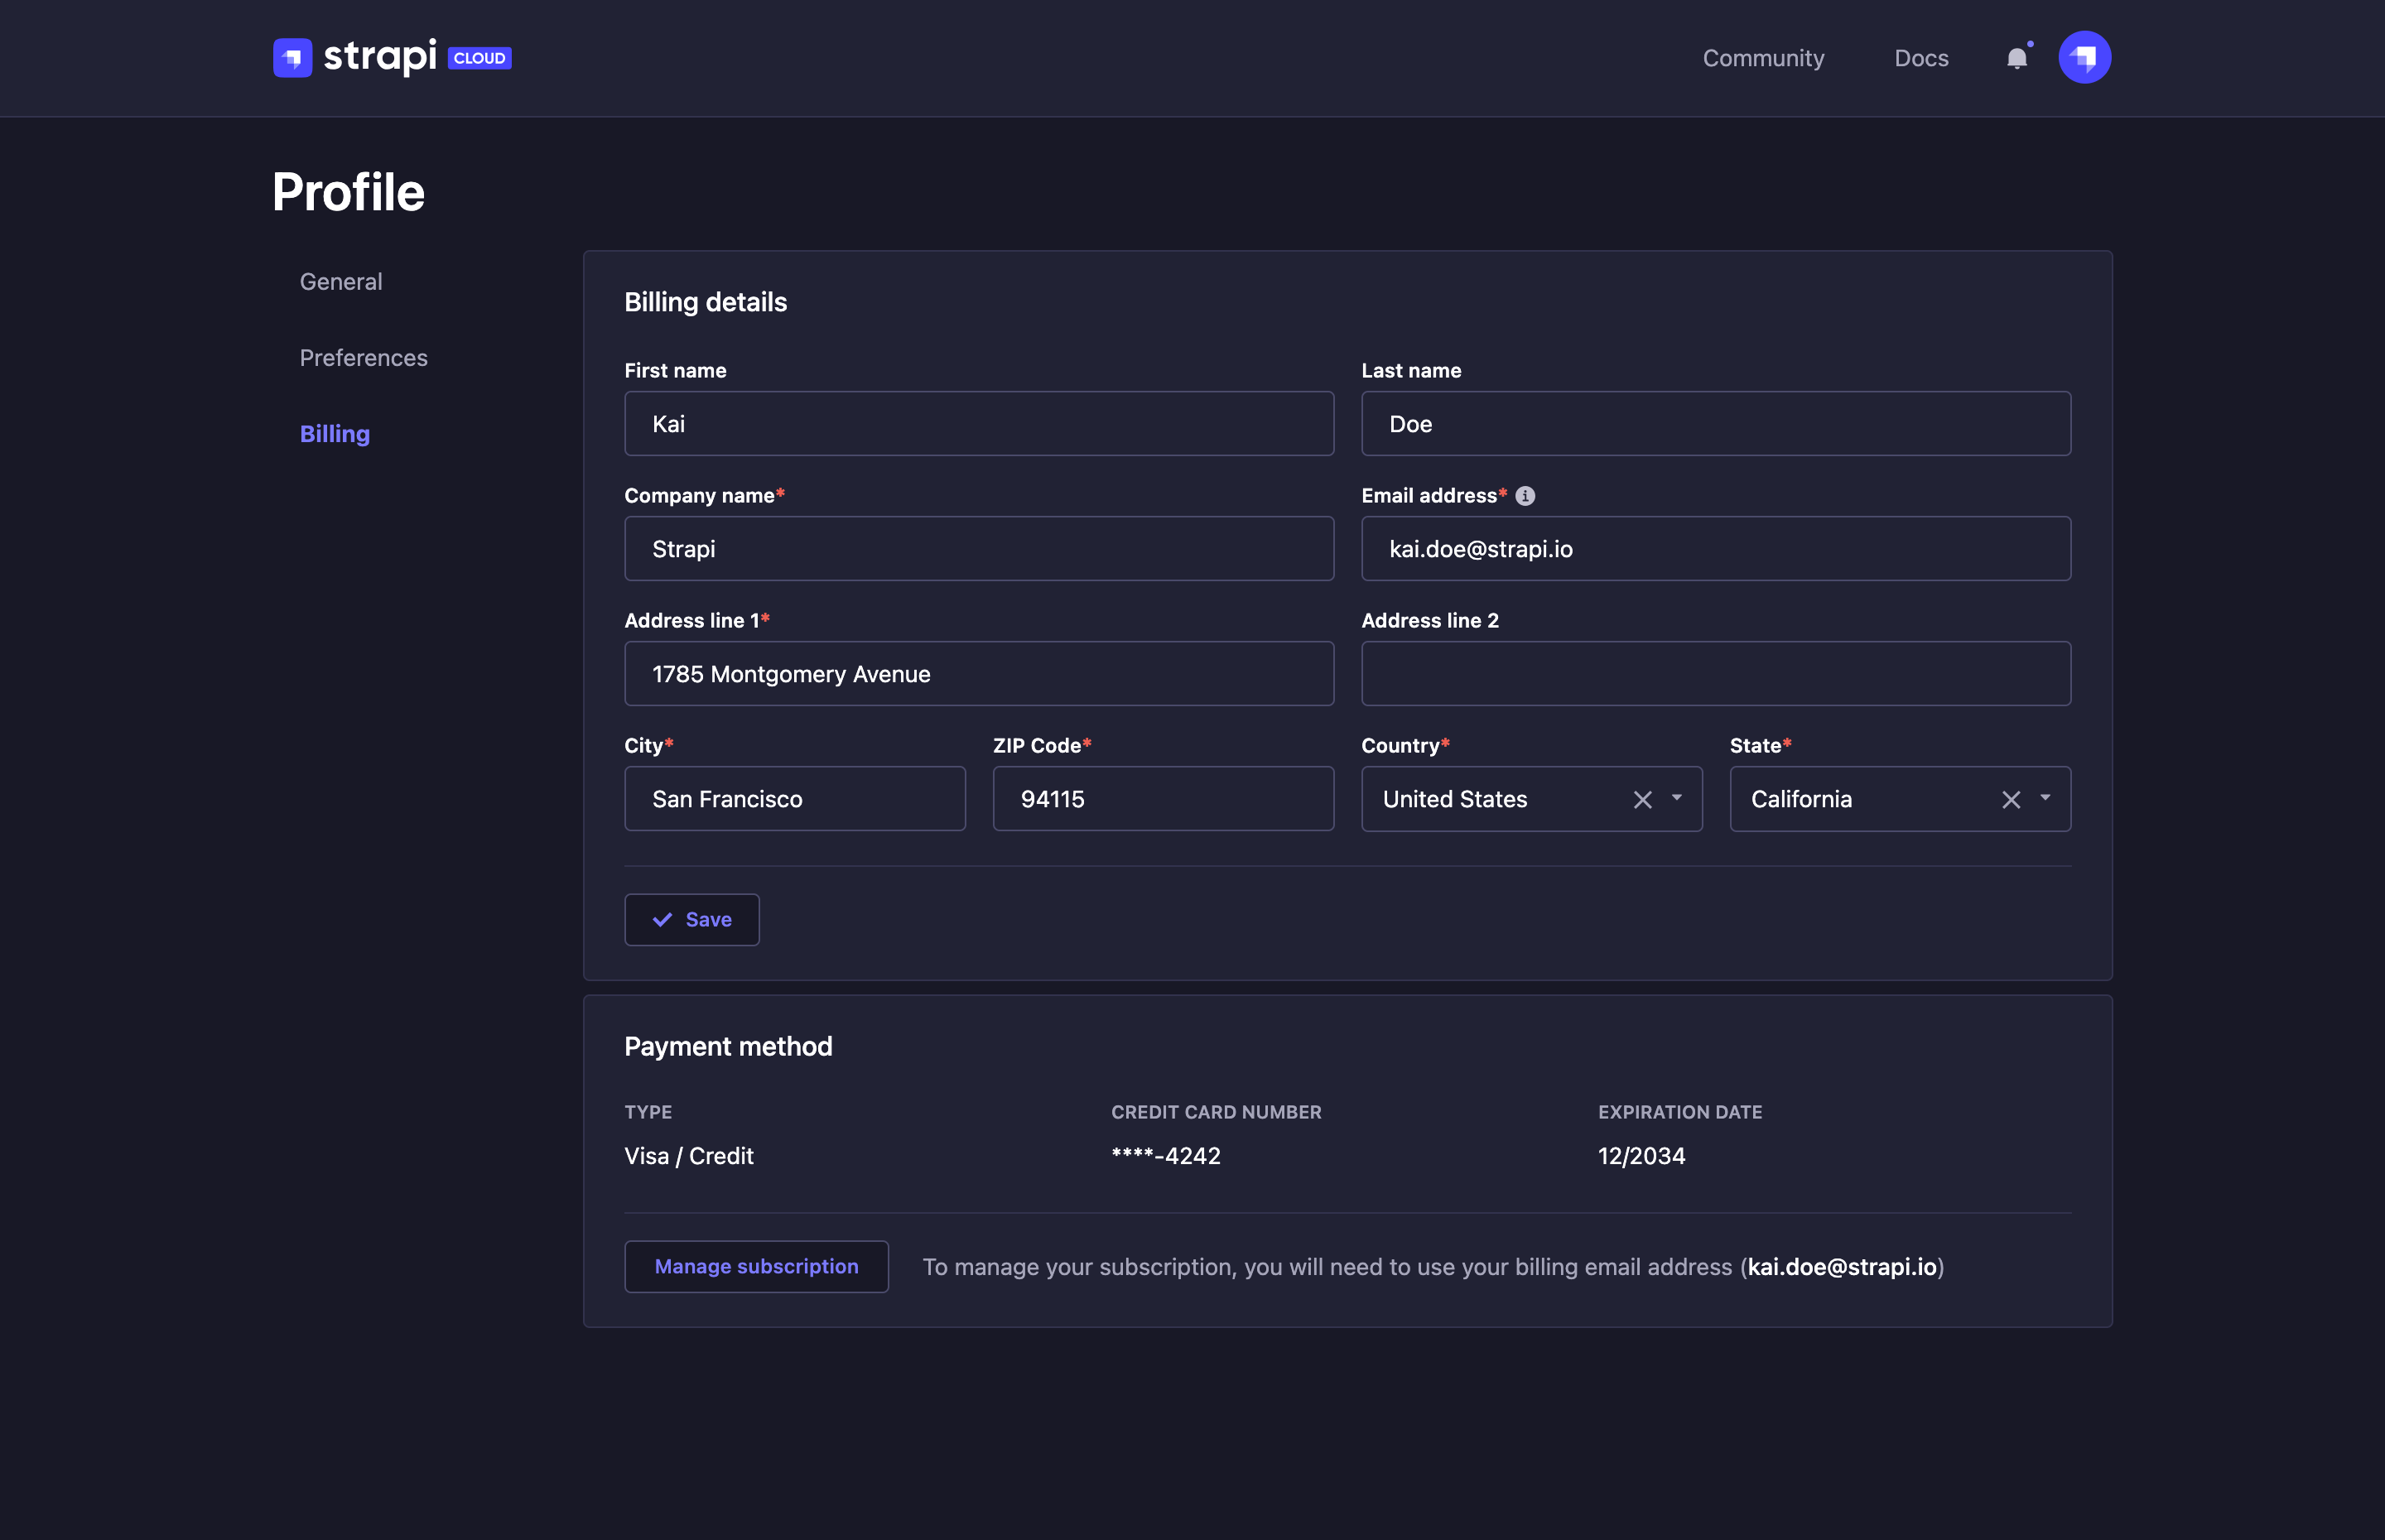 strapi CLOUD
Community Docs
Profile
General
Preferences
Billing
Billing details
First name Last name
Kai Doe
Company name* Email address*
Strapi kai.doe@strapi.io
Address line 1* Address line 2
1785 Montgomery Avenue
City* ZIP Code* Country* State*
San Francisco 94115 United States California
Save
Payment method
TYPE CREDIT CARD NUMBER EXPIRATION DATE
Visa / Credit ****-4242 12/2034
Manage subscription To manage your subscription, you will need to use your billing email address (kai.doe@strapi.io)